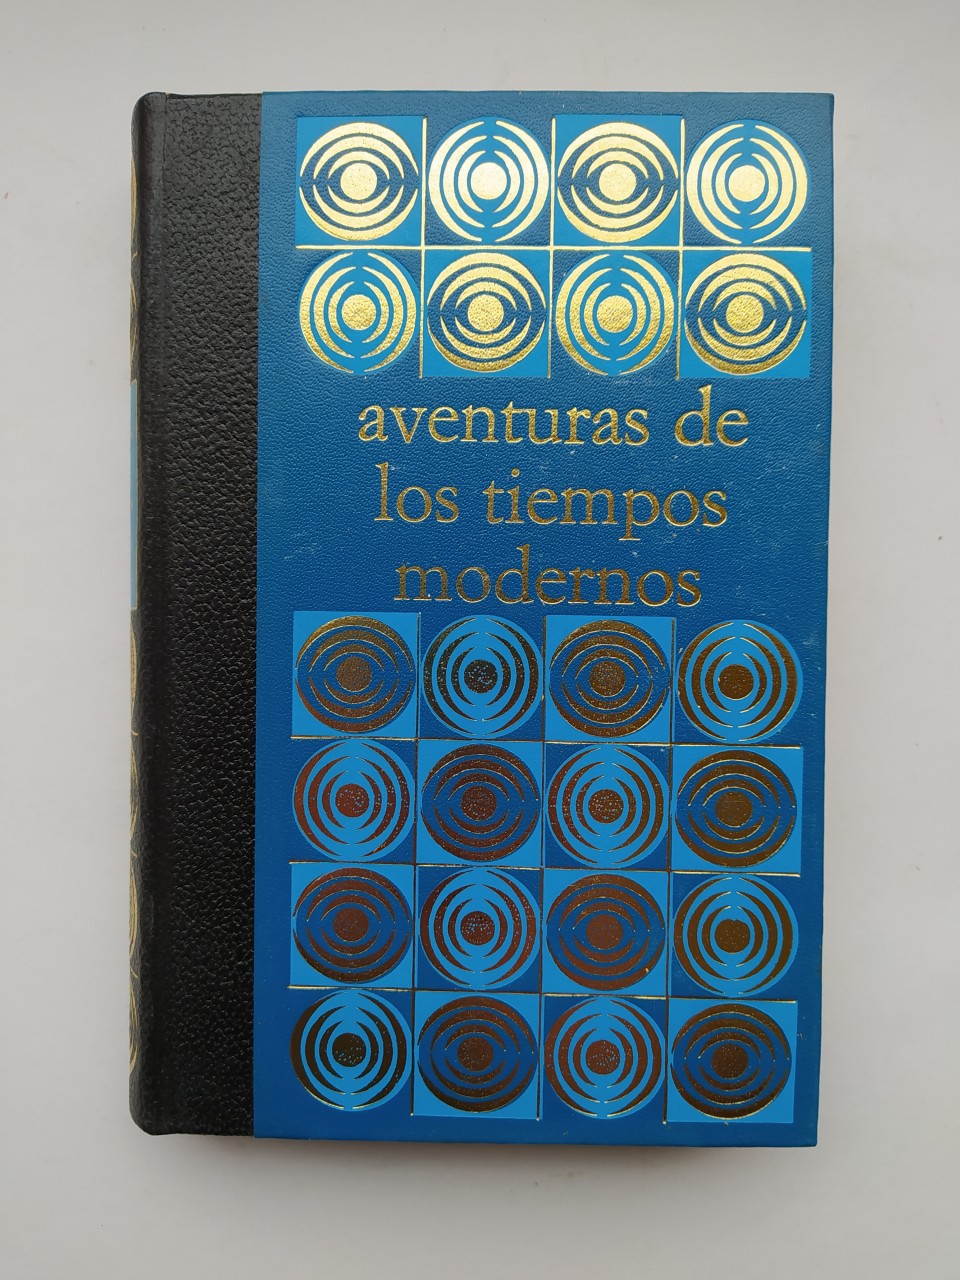 aventuras de
los tiempos
modernos